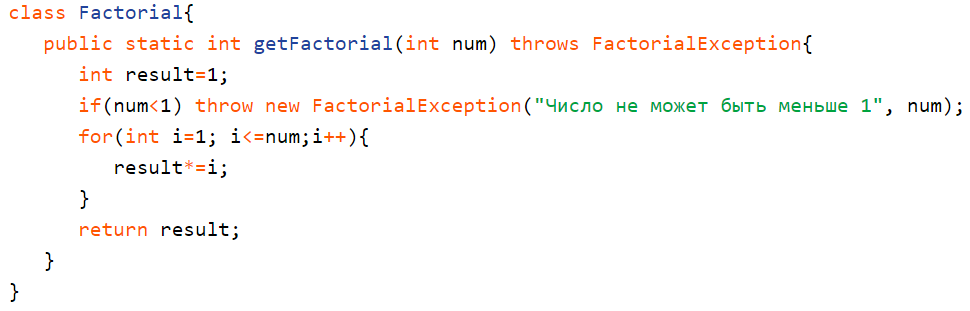 class Factorial{
   public static int getFactorial(int num) throws FactorialException{
      int result=1;
      if(num<1) throw new FactorialException("Число не может быть меньше 1", num);
      for(int i=1; i<=num;i++){
         result*=i;
      }
      return result;
   }
}